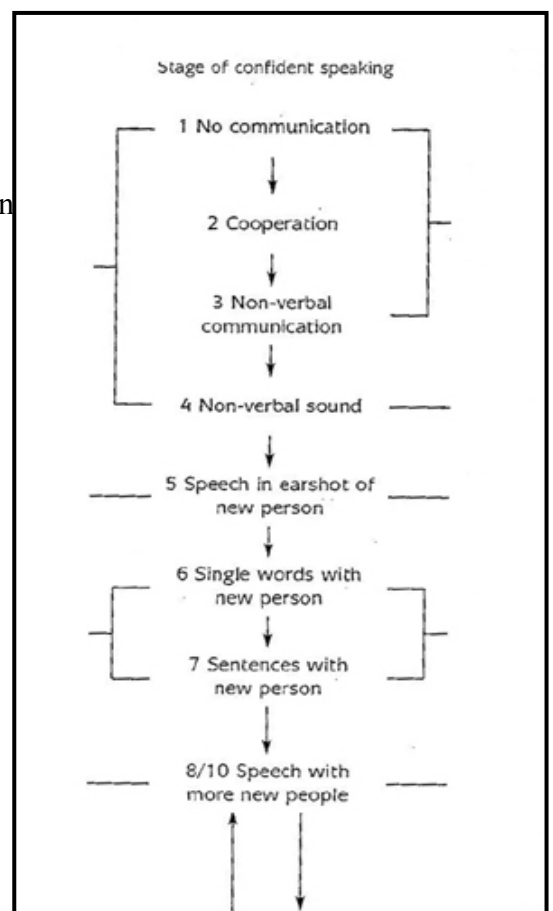 Stage of confident speaking
1 No communication
n
2 Cooperation
3 Non-verbal
communication
4 Non-verbal sound
5 Speech in earshot of
new person
6 Single words with
new person
7 Sentences with
new person
8/10 Speech with
more new people